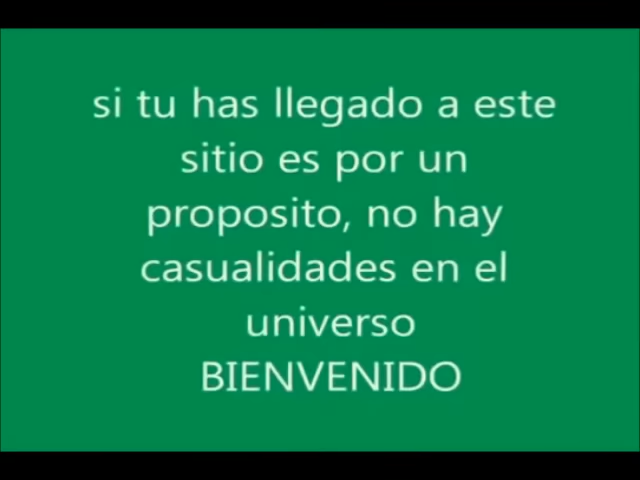 si tu has llegado a este
sitio es por un
proposito, no hay
casualidades en el
universo
BIENVENIDO